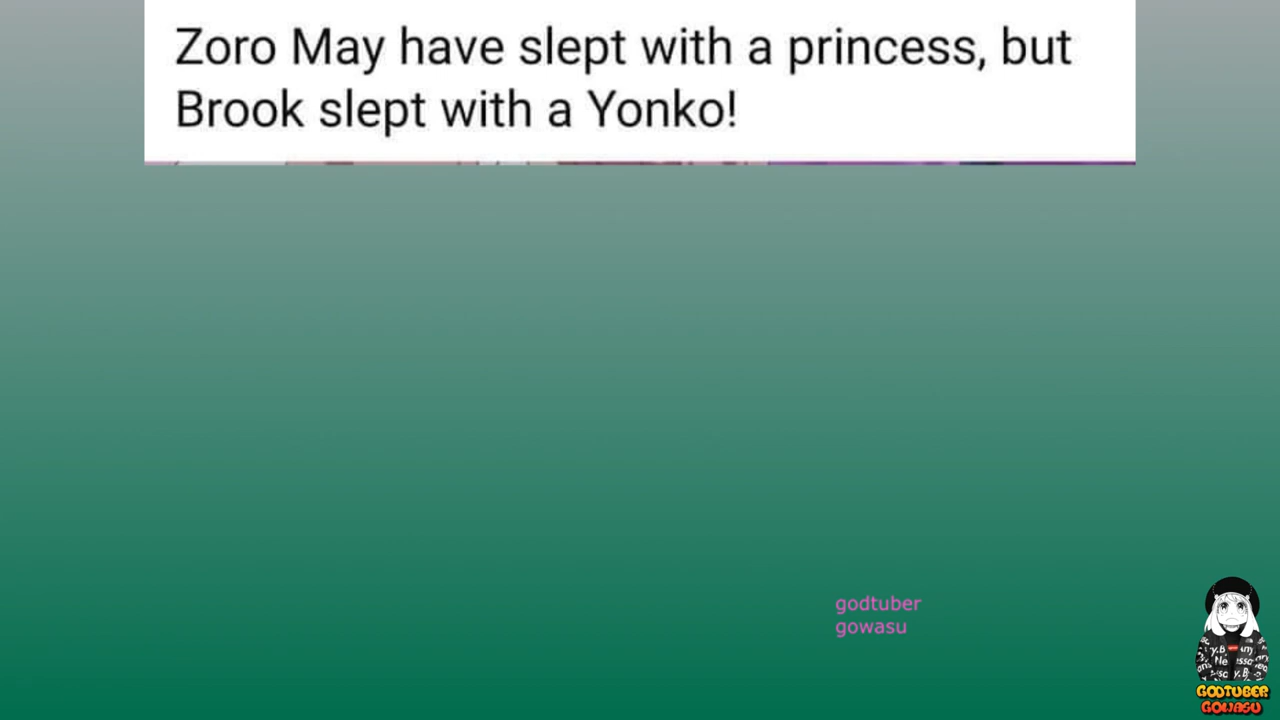 Zoro May have slept with a princess, but
Brook slept with a Yonko!
godtuber
gowasu
GODTUBER
GOWASU